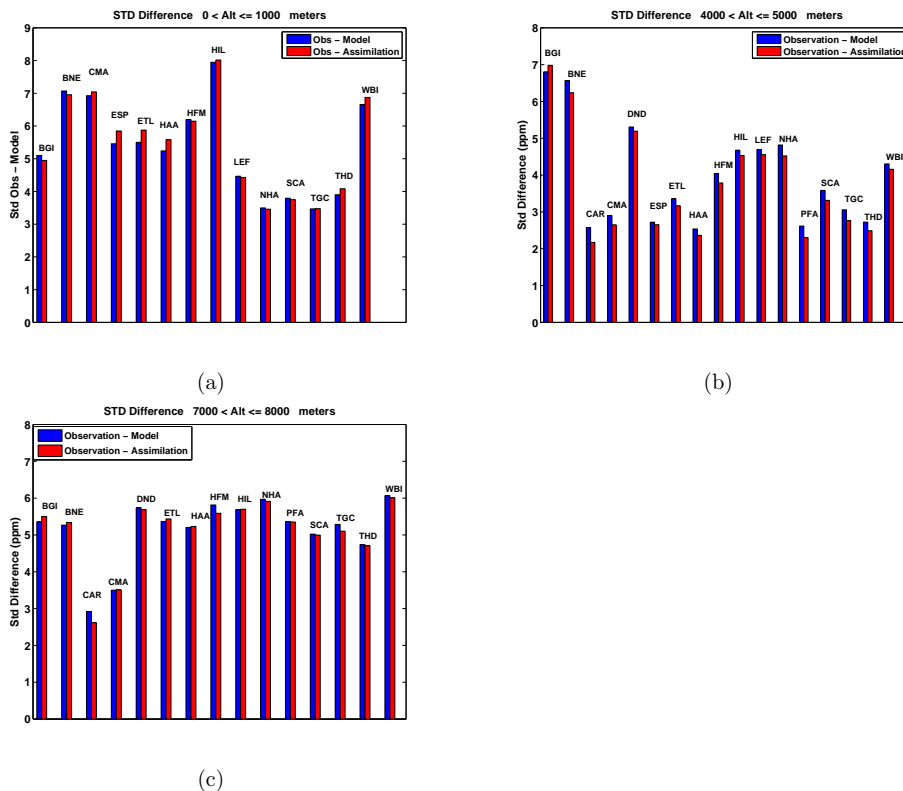 STD Difference 0 < Alt <= 1000 meters
Obs − Model
Obs − Assimilation
Std Obs − Model
9
8
7
6
5
4
3
2
1
0
BGI
BNE
CMA
ESP
ETL
HAA
HFM
HIL
LEF
NHA
SCA
TGC
THD
WBI
(a)
STD Difference 4000 < Alt <= 5000 meters
Observation − Model
Observation − Assimilation
Std Difference (ppm)
8
7
6
5
4
3
2
1
0
BGI
BNE
CAR
CMA
DND
ESP
ETL
HAA
HFM
HIL
LEF
NHA
PFA
SCA
TGC
THD
WBI
(b)
STD Difference 7000 < Alt <= 8000 meters
Observation − Model
Observation − Assimilation
Std Difference (ppm)
8
7
6
5
4
3
2
1
0
BGI
BNE
CAR
CMA
DND
ETL
HAA
HFM
HIL
NHA
PFA
SCA
TGC
THD
WBI
(c)